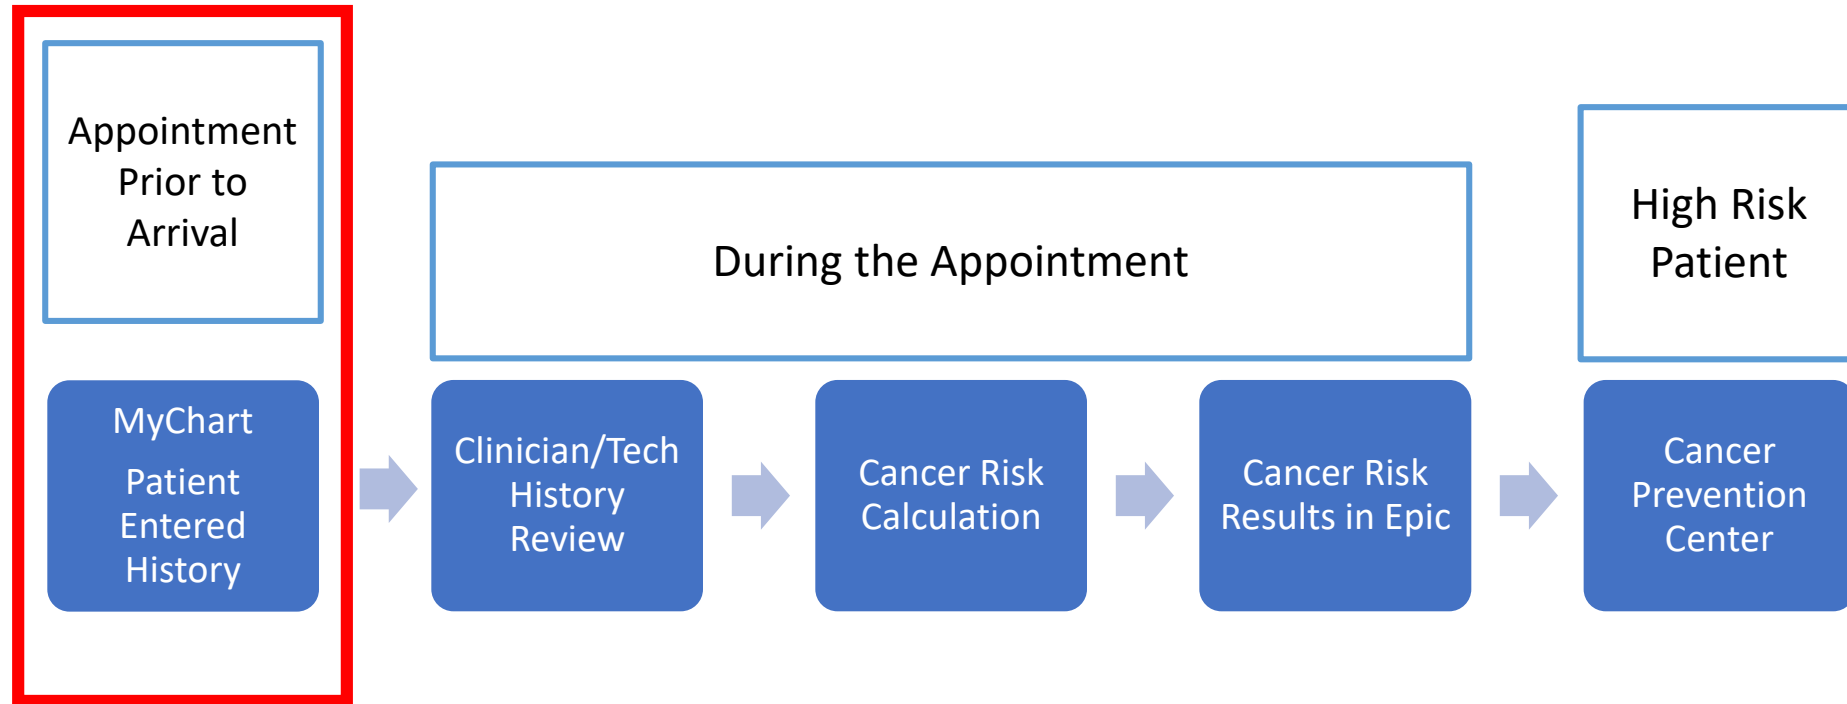 Appointment
Prior to
Arrival
During the Appointment
High Risk
Patient
MyChart
Patient
Entered
History
Clinician/Tech
History
Review
Cancer Risk
Calculation
Cancer Risk
Results in Epic
Cancer
Prevention
Center